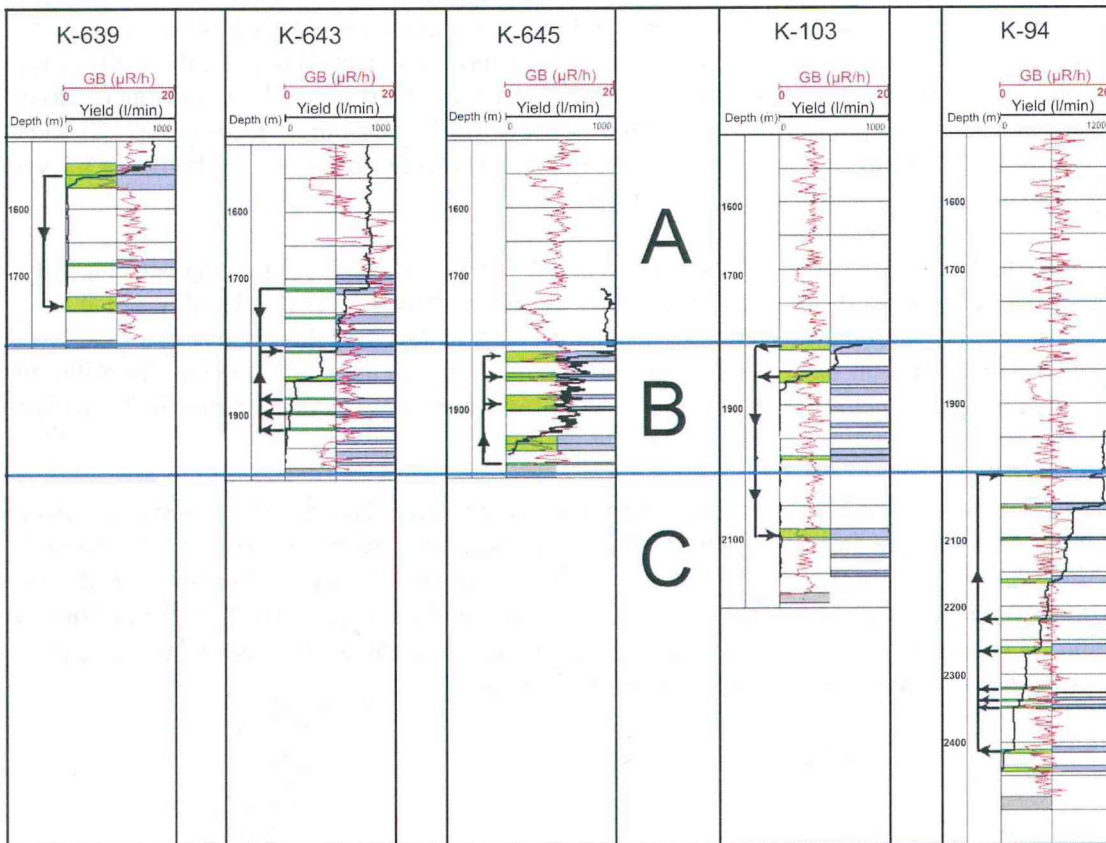 K-639
GB (µR/h)
0 20
Yield (l/min)
Depth (m) 0 1000
1600
1700
K-643
GB (µR/h)
0 20
Yield (l/min)
Depth (m) 0 1000
1600
1700
1900
K-645
GB (µR/h)
0 20
Yield (l/min)
Depth (m) 0 1000
1600
1700
1900
A
B
C
K-103
GB (µR/h)
0 20
Yield (l/min)
Depth (m) 0 1000
1600
1700
1900
2100
K-94
GB (µR/h)
0 20
Yield (l/min)
Depth (m) 0 1200
1600
1700
1900
2100
2200
2300
2400